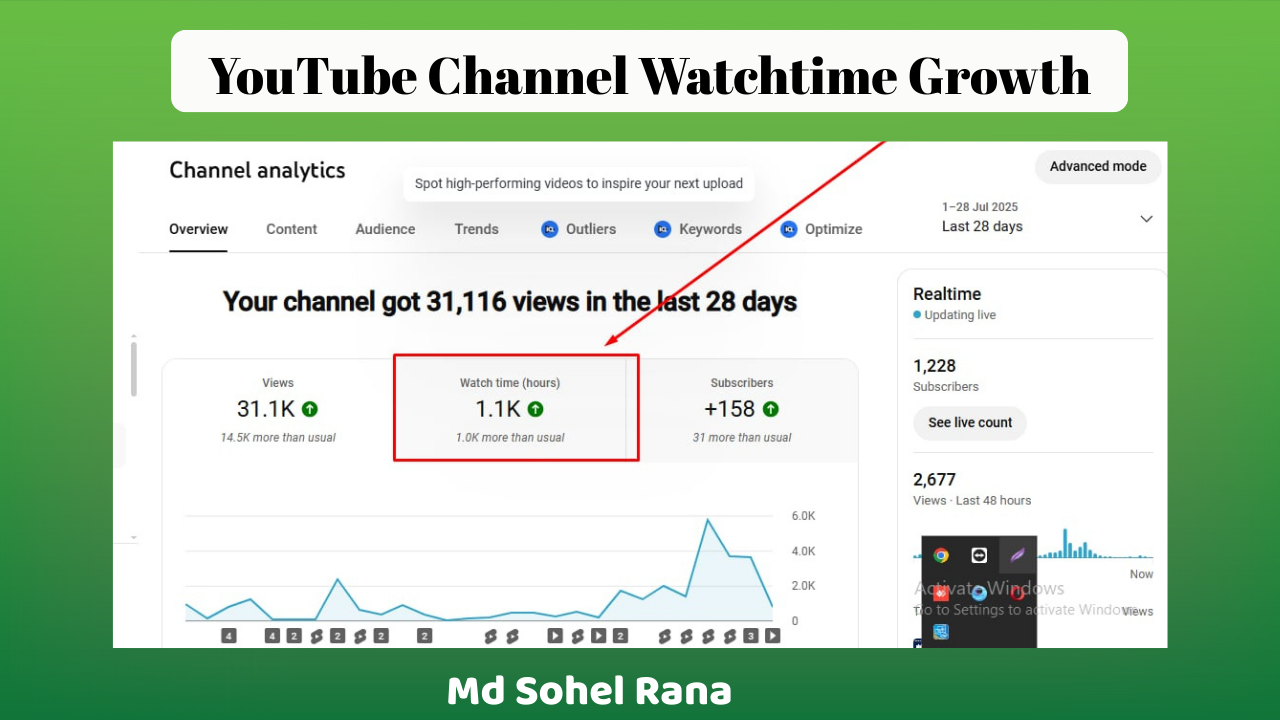 YouTube Channel Watchtime Growth
Channel analytics
Spot high-performing videos to inspire your next upload
Advanced mode
1–28 Jul 2025
Last 28 days
Overview Content Audience Trends Outliers Keywords Optimize
Your channel got 31,116 views in the last 28 days
Realtime
Updating live
1,228
Subscribers
See live count
Views
31.1K
14.5K more than usual
Watch time (hours)
1.1K
1.0K more than usual
Subscribers
+158
31 more than usual
2,677
Views · Last 48 hours
6.0K
4.0K
2.0K
0
4 4 2 2 2 2 2 3
Now
Activate Windows
Go to Settings to activate Windows
Views
Md Sohel Rana